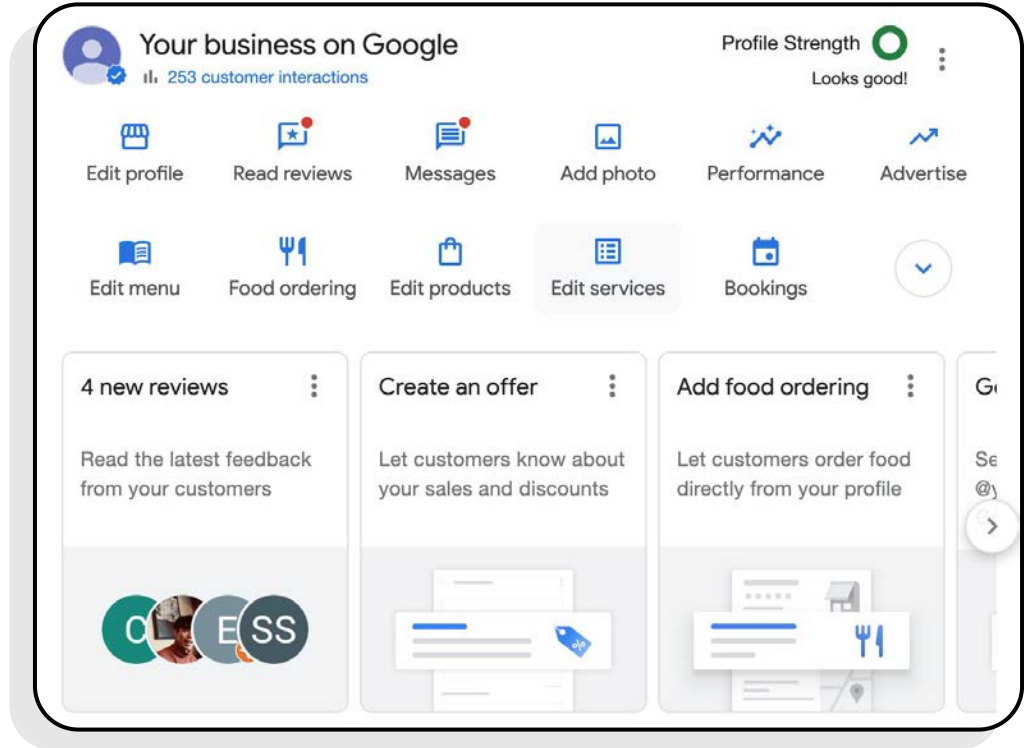 Your business on Google
253 customer interactions
Profile Strength
Looks good!
Edit profile
Read reviews
Messages
Add photo
Performance
Advertise
Edit menu
Food ordering
Edit products
Edit services
Bookings
4 new reviews
Read the latest feedback
from your customers
C
E
SS
Create an offer
Let customers know about
your sales and discounts
%
Add food ordering
Let customers order food
directly from your profile